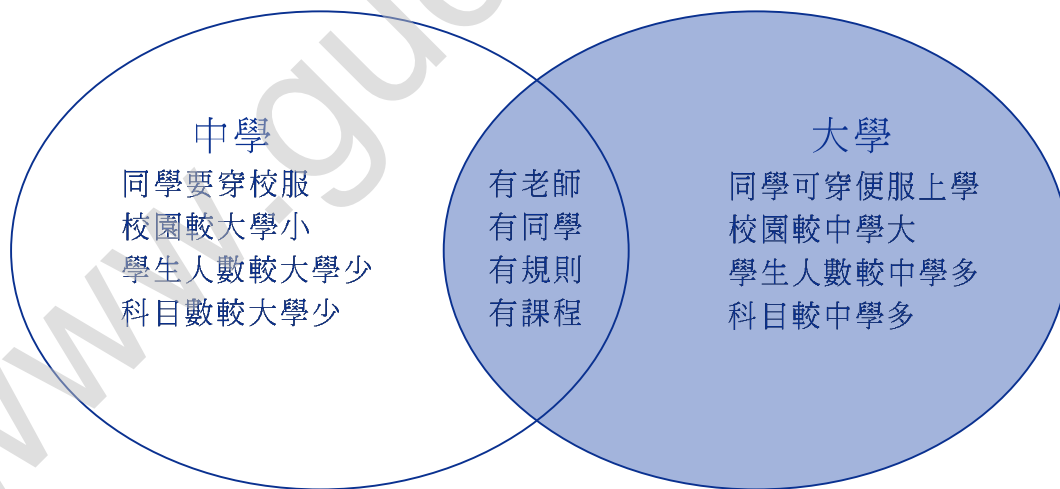 中學
同學要穿校服
校園較大學小
學生人數較大學少
科目數較大學少
有老師
有同學
有規則
有課程
大學
同學可穿便服上學
校園較中學大
學生人數較中學多
科目較中學多